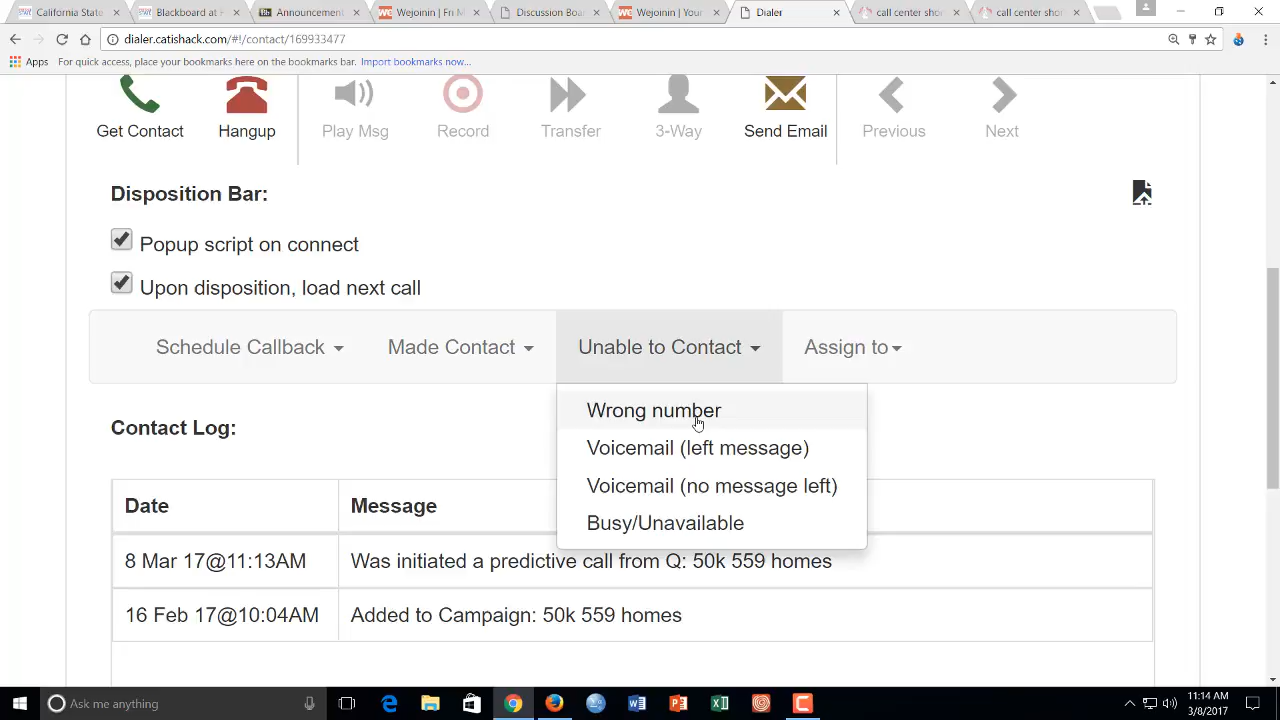 California State
Blackboard at F
Announcement
Wejoinin | Fri M
Discussion Boar
Wejoinin | Your
Dialer
call center sho
call center shor
dialer.catishack.com/#!/contact/169933477
Apps For quick access, place your bookmarks here on the bookmarks bar. Import bookmarks now...
Get Contact
Hangup
Play Msg
Record
Transfer
3-Way
Send Email
Previous
Next
Disposition Bar:
Popup script on connect
Upon disposition, load next call
Schedule Callback
Made Contact
Unable to Contact
Assign to
Wrong number
Voicemail (left message)
Voicemail (no message left)
Busy/Unavailable
Contact Log:
Date Message
8 Mar 17@11:13AM Was initiated a predictive call from Q: 50k 559 homes
16 Feb 17@10:04AM Added to Campaign: 50k 559 homes
Ask me anything
11:14 AM
3/8/2017